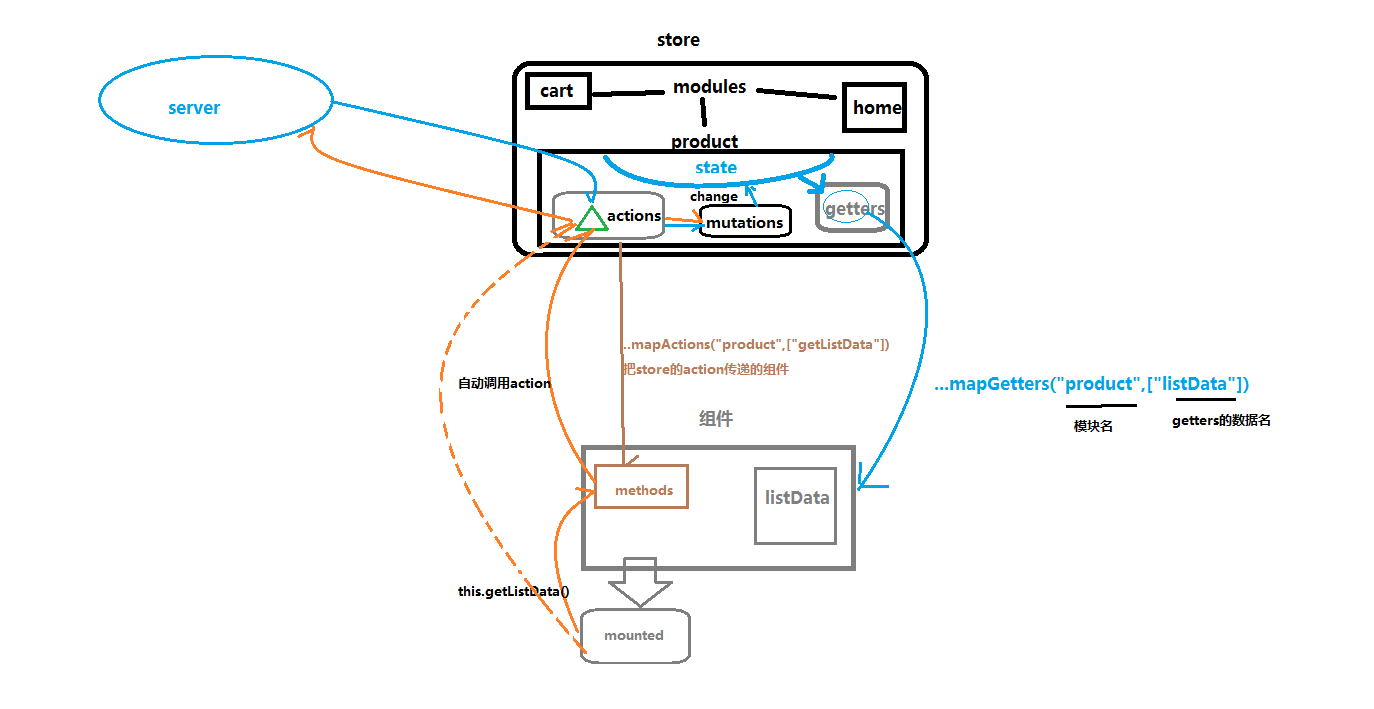 store
cart
modules
home
server
product
state
change
actions
mutations
getters
..mapActions("product",["getListData"])
把store的action传递的组件
自动调用action
...mapGetters("product",["listData"])
模块名
getters的数据名
组件
methods
listData
this.getListData()
mounted